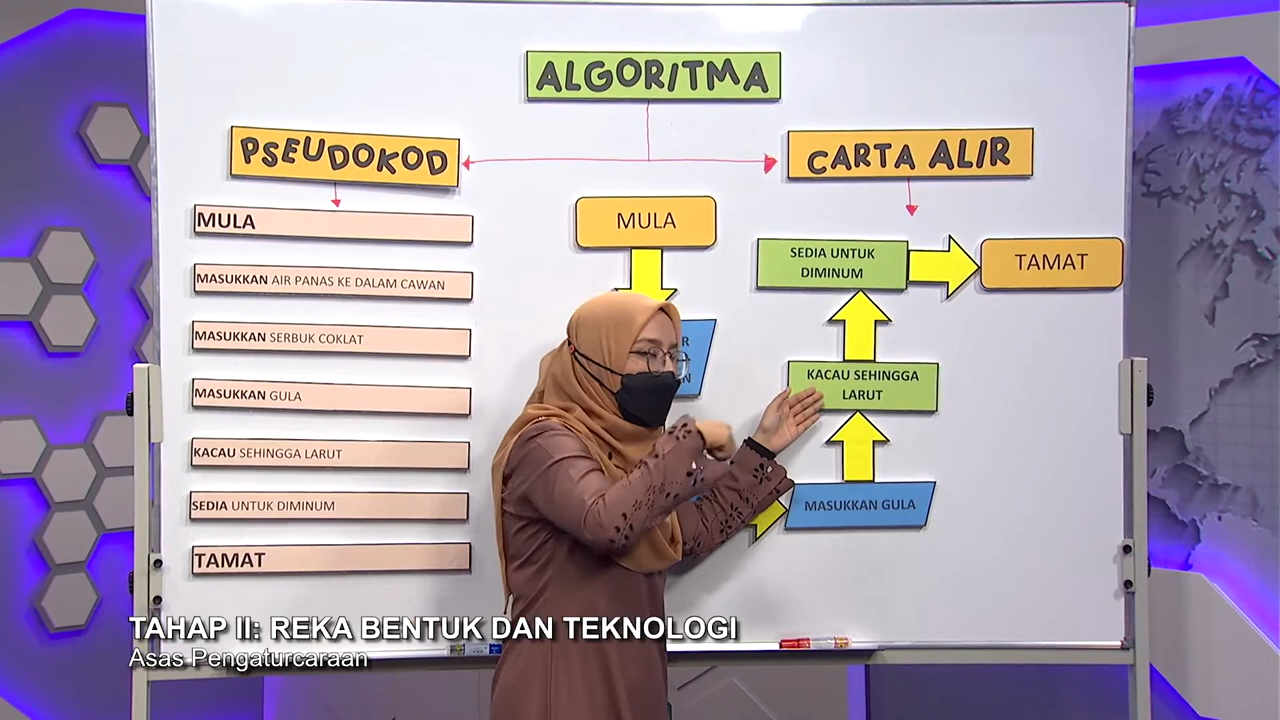 ALGORITMA
PSEUDOKOD
MULA
MASUKKAN AIR PANAS KE DALAM CAWAN
MASUKKAN SERBUK COKLAT
MASUKKAN GULA
KACAU SEHINGGA LARUT
SEDIA UNTUK DIMINUM
TAMAT
CARTA ALIR
MULA
MASUKKAN GULA
KACAU SEHINGGA
LARUT
SEDIA UNTUK
DIMINUM
TAMAT
TAHAP II: REKA BENTUK DAN TEKNOLOGI
Asas Pengaturcaraan